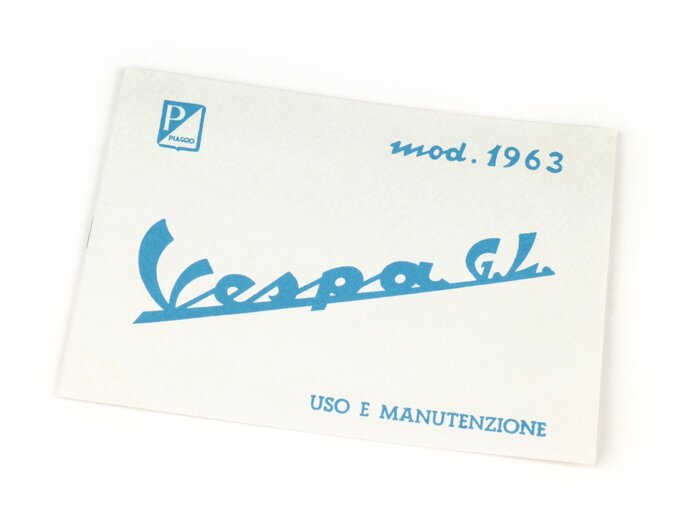 P
PIAGGIO
mod. 1963
Vespa G.L.
USO E MANUTENZIONE